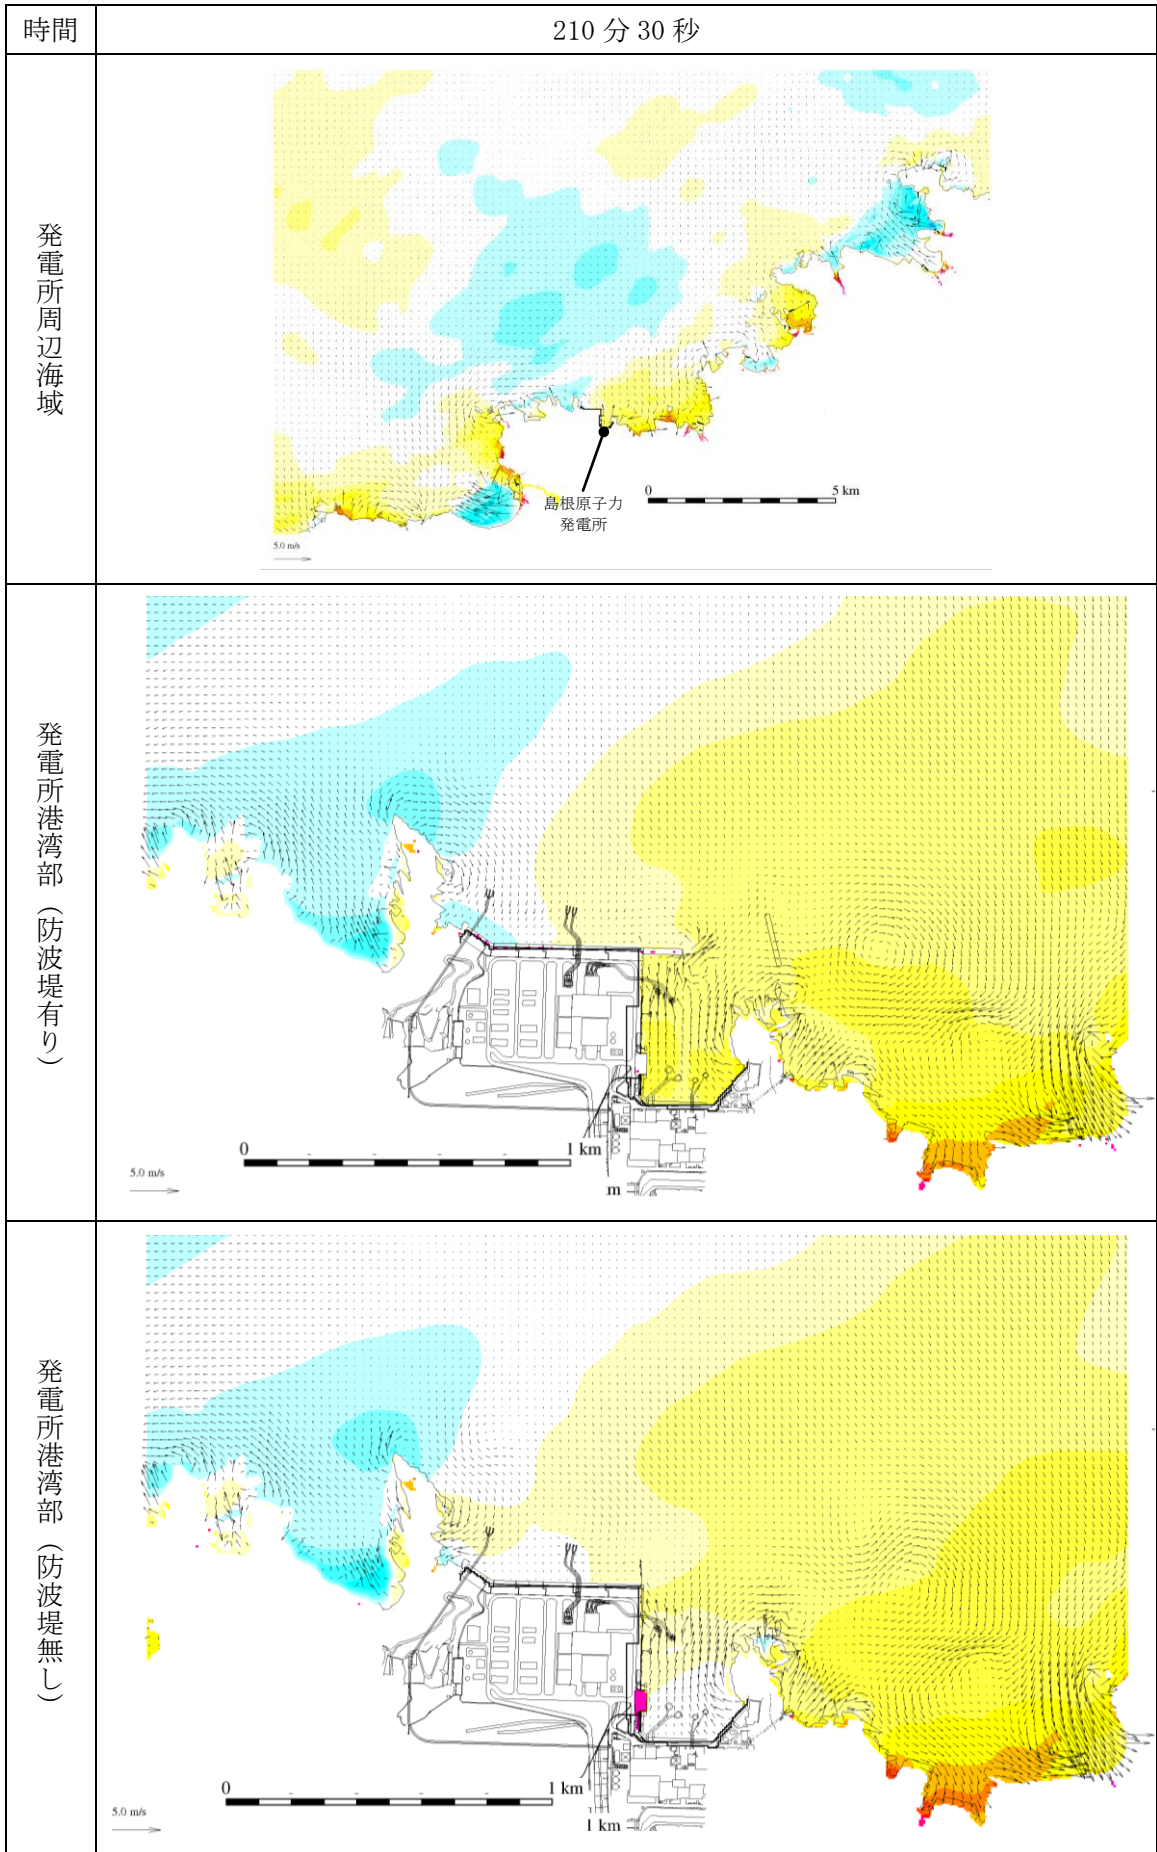 時間
210 分 30 秒
発電所周辺海域
島根原子力
発電所
0
5 km
5.0 m/s
発電所港湾部（防波堤有り）
0
1 km
5.0 m/s
m
発電所港湾部（防波堤無し）
0
1 km
5.0 m/s
1 km